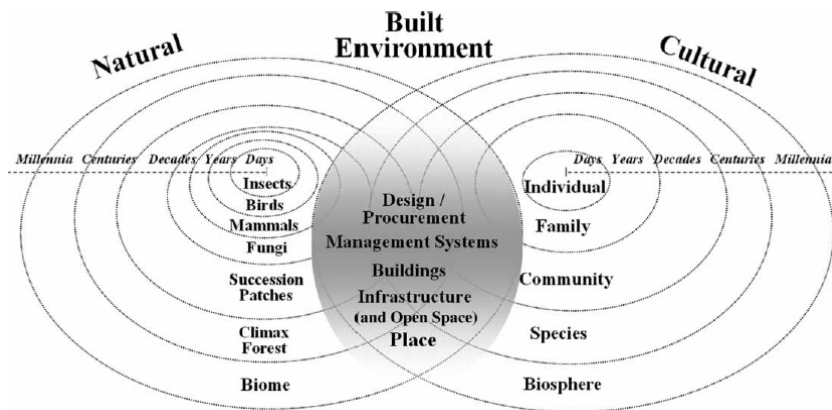 Built
Environment
Natural
Cultural
Millennia Centuries Decades Years Days
Days Years Decades Centuries Millennia
Insects
Birds
Mammals
Fungi
Succession
Patches
Climax
Forest
Biome
Design /
Procurement
Management Systems
Buildings
Infrastructure
(and Open Space)
Place
Individual
Family
Community
Species
Biosphere